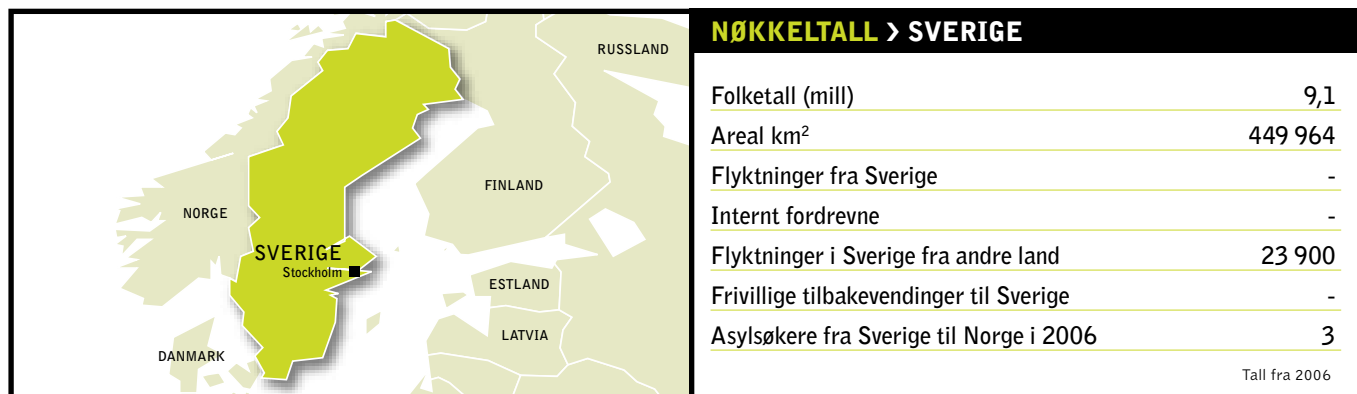 RUSSLAND
FINLAND
NORGE
SVERIGE
Stockholm
ESTLAND
LATVIA
DANMARK
NØKKELTALL > SVERIGE
Folketall (mill) 9,1
Areal km² 449 964
Flyktninger fra Sverige -
Internt fordrevne -
Flyktninger i Sverige fra andre land 23 900
Frivillige tilbakevendinger til Sverige -
Asylsøkere fra Sverige til Norge i 2006 3
Tall fra 2006